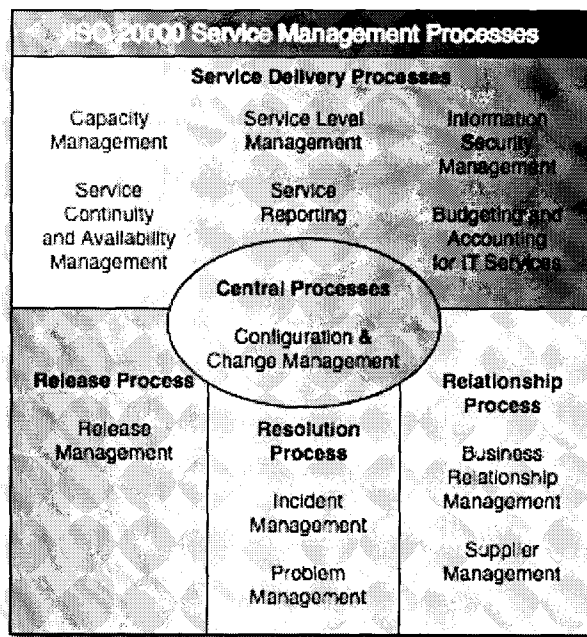 ISO 20000 Service Management Processes
Service Delivery Processes
Capacity
Management
Service Level
Management
Information
Security
Management
Service
Continuity
and Availability
Management
Service
Reporting
Budgeting and
Accounting
for IT Services
Central Processes
Configuration &
Change Management
Release Process
Release
Management
Resolution
Process
Incident
Management
Problem
Management
Relationship
Process
Business
Relationship
Management
Supplier
Management